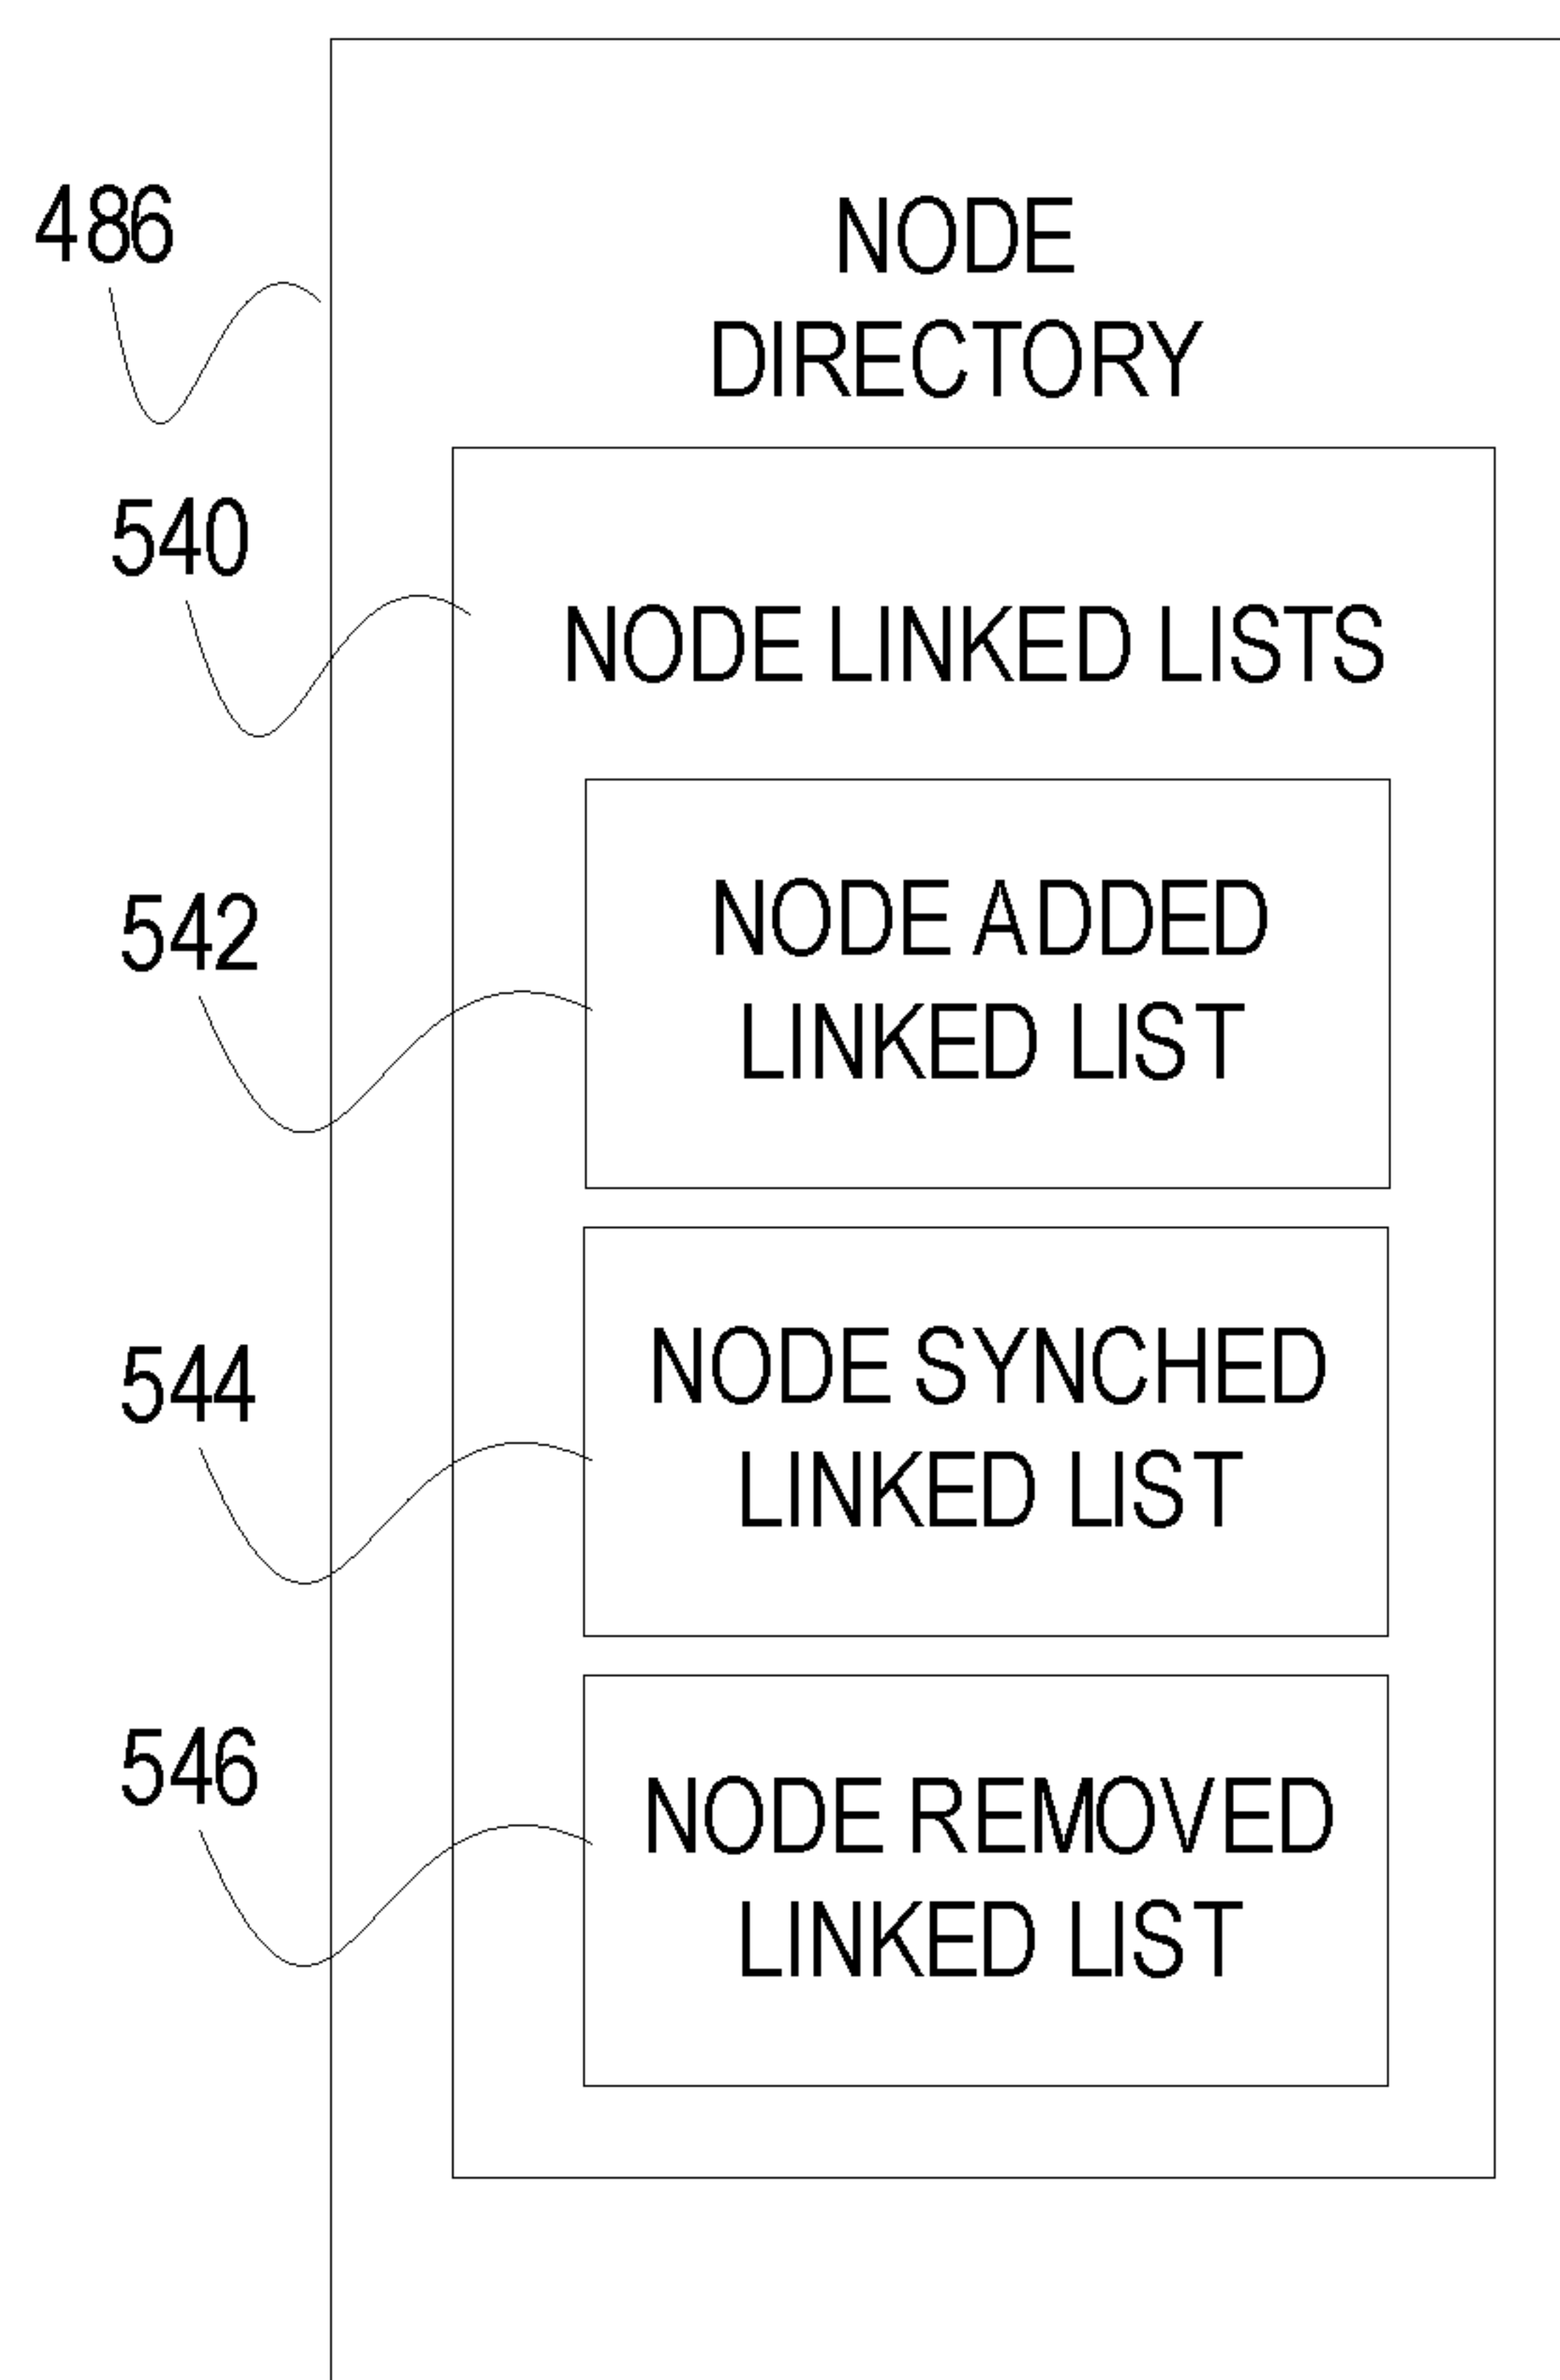 486
NODE
DIRECTORY
540
NODE LINKED LISTS
542
NODE ADDED
LINKED LIST
544
NODE SYNCHED
LINKED LIST
546
NODE REMOVED
LINKED LIST